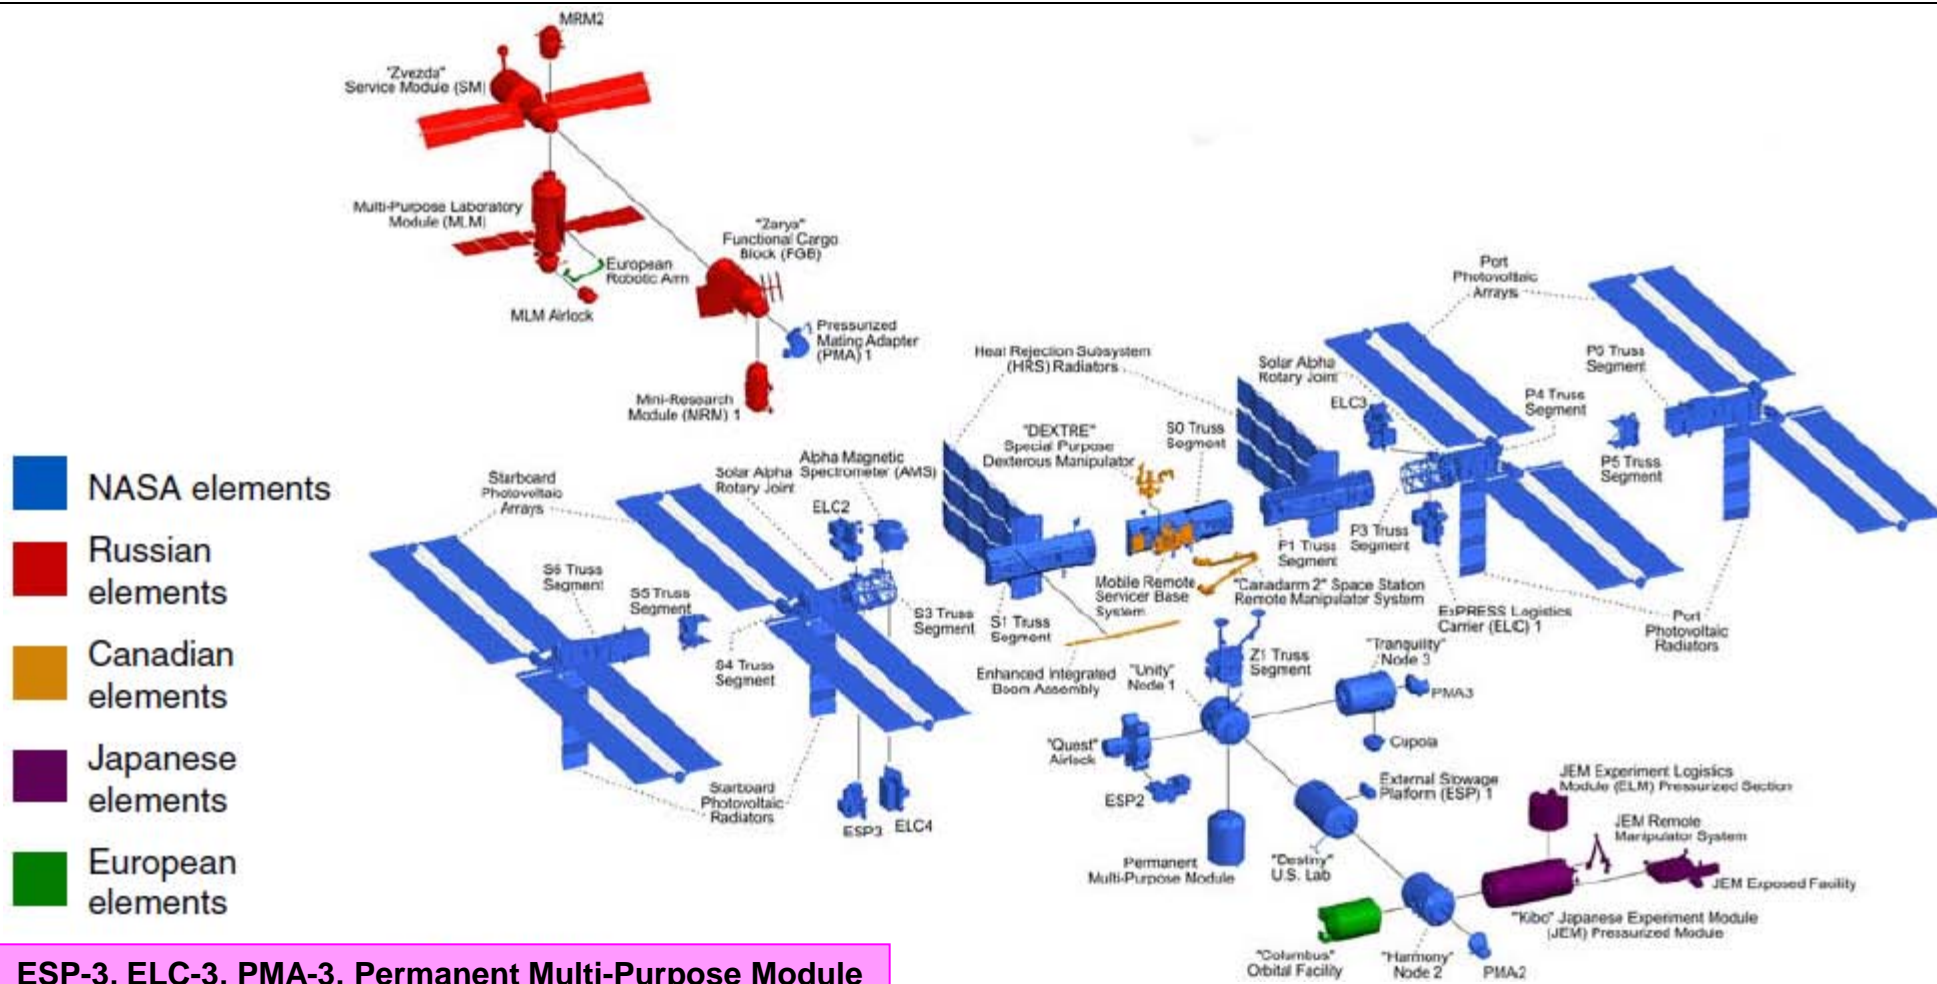 MRM2
"Zvezda"
Service Module (SM)
Multi-Purpose Laboratory
Module (MLM)
European
Robotic Arm
MLM Airlock
"Zarya"
Functional Cargo
Block (FGB)
Pressurized
Mating Adapter
(PMA) 1
Mini-Research
Module (MRM) 1
NASA elements
Russian
elements
Canadian
elements
Japanese
elements
European
elements
Starboard
Photovoltaic
Arrays
Solar Alpha
Rotary Joint
Alpha Magnetic
Spectrometer (AMS)
ELC2
S6 Truss
Segment
S5 Truss
Segment
S4 Truss
Segment
S3 Truss
Segment
S1 Truss
Segment
Starboard
Photovoltaic
Radiators
ESP3
ELC4
Heat Rejection Subsystem
(HRS) Radiators
"DEXTRE"
Special Purpose
Dexterous Manipulator
S0 Truss
Segment
Mobile Remote
Servicer Base
System
"Canadarm 2" Space Station
Remote Manipulator System
Enhanced Integrated
Boom Assembly
P1 Truss
Segment
P3 Truss
Segment
Solar Alpha
Rotary Joint
ELC3
Port
Photovoltaic
Arrays
P4 Truss
Segment
P6 Truss
Segment
P5 Truss
Segment
ExPRESS Logistics
Carrier (ELC) 1
Port
Photovoltaic
Radiators
Z1 Truss
Segment
"Unity"
Node 1
"Tranquility"
Node 3
PMA3
Cupola
"Quest"
Airlock
ESP2
External Stowage
Platform (ESP) 1
Permanent
Multi-Purpose Module
"Destiny"
U.S. Lab
JEM Experiment Logistics
Module (ELM) Pressurized Section
JEM Remote
Manipulator System
JEM Exposed Facility
"Kibo" Japanese Experiment Module
(JEM) Pressurized Module
"Columbus"
Orbital Facility
"Harmony"
Node 2
PMA2
ESP-3, ELC-3, PMA-3, Permanent Multi-Purpose Module